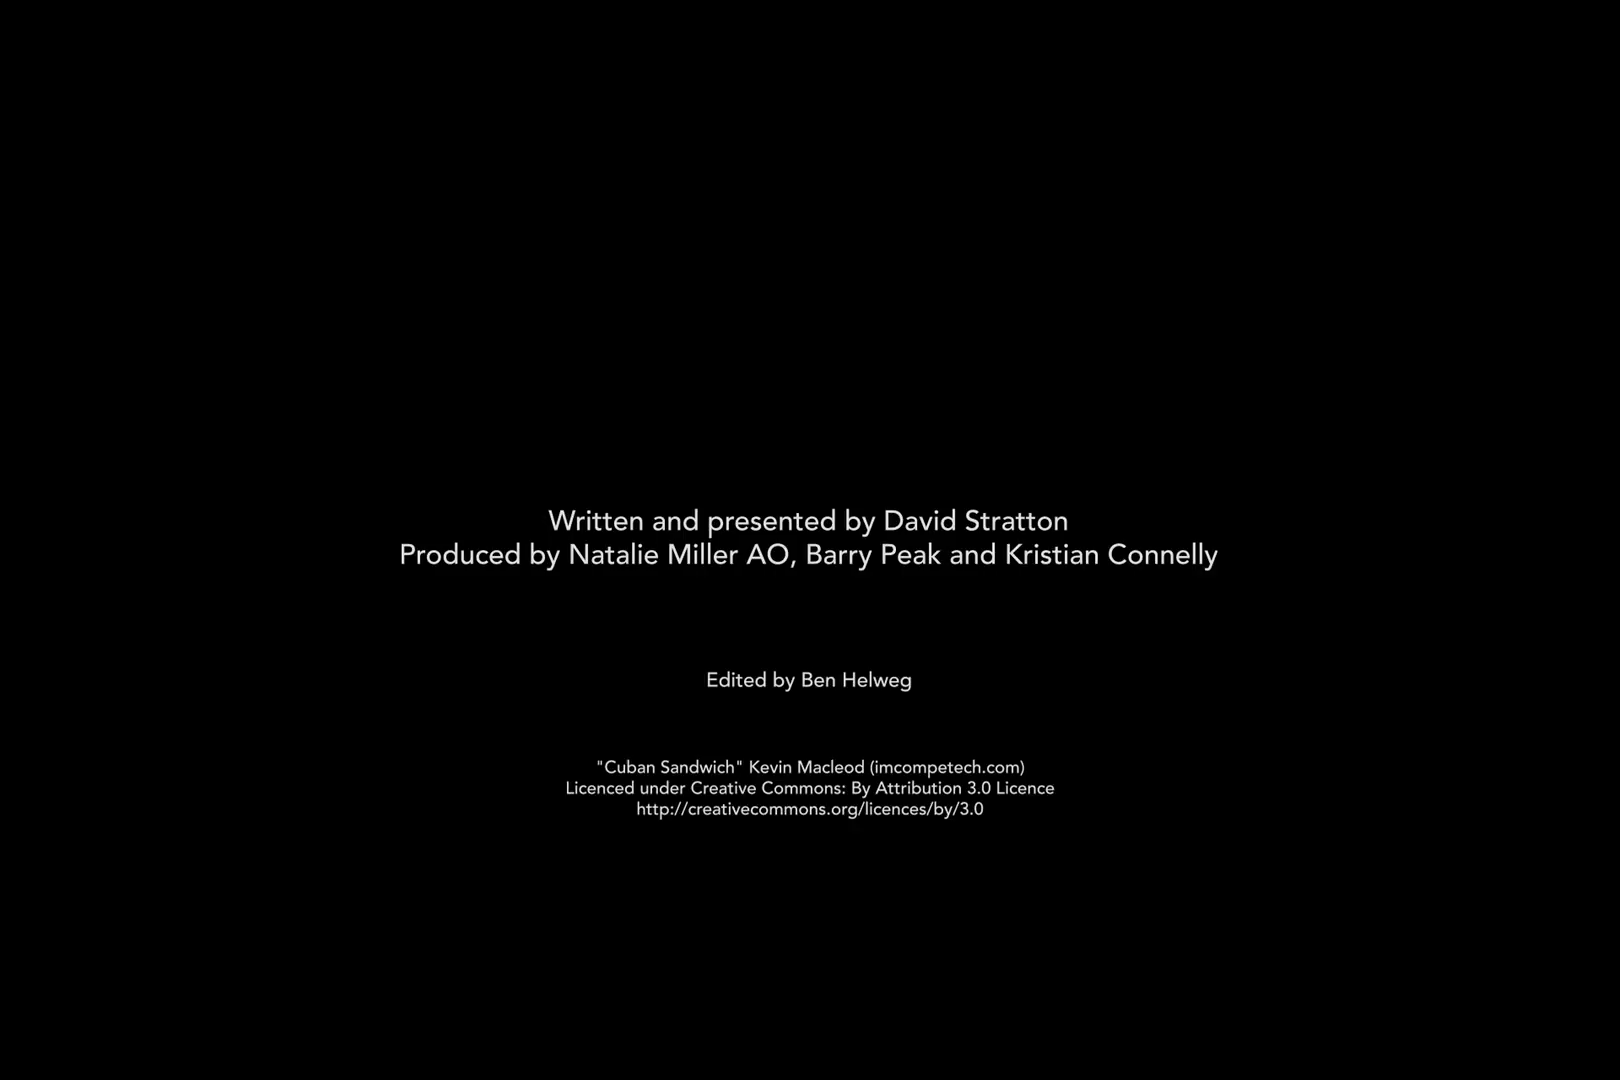 Written and presented by David Stratton
Produced by Natalie Miller AO, Barry Peak and Kristian Connelly
Edited by Ben Helweg
"Cuban Sandwich" Kevin Macleod (imcompetech.com)
Licenced under Creative Commons: By Attribution 3.0 Licence
http://creativecommons.org/licences/by/3.0